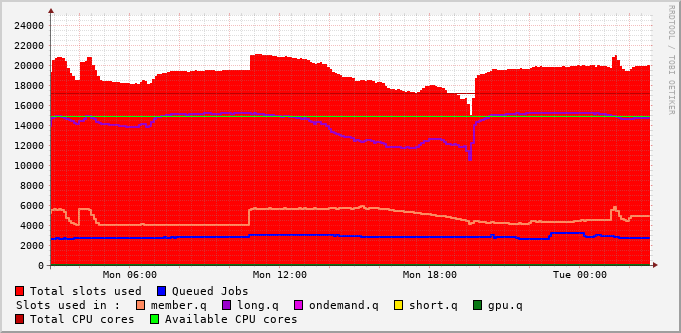 RRDTOOL / TOBI OETIKER
24000
22000
20000
18000
16000
14000
12000
10000
8000
6000
4000
2000
0
Mon 06:00 Mon 12:00 Mon 18:00 Tue 00:00
Total slots used Queued Jobs
Slots used in : member.q long.q ondemand.q short.q gpu.q
Total CPU cores Available CPU cores